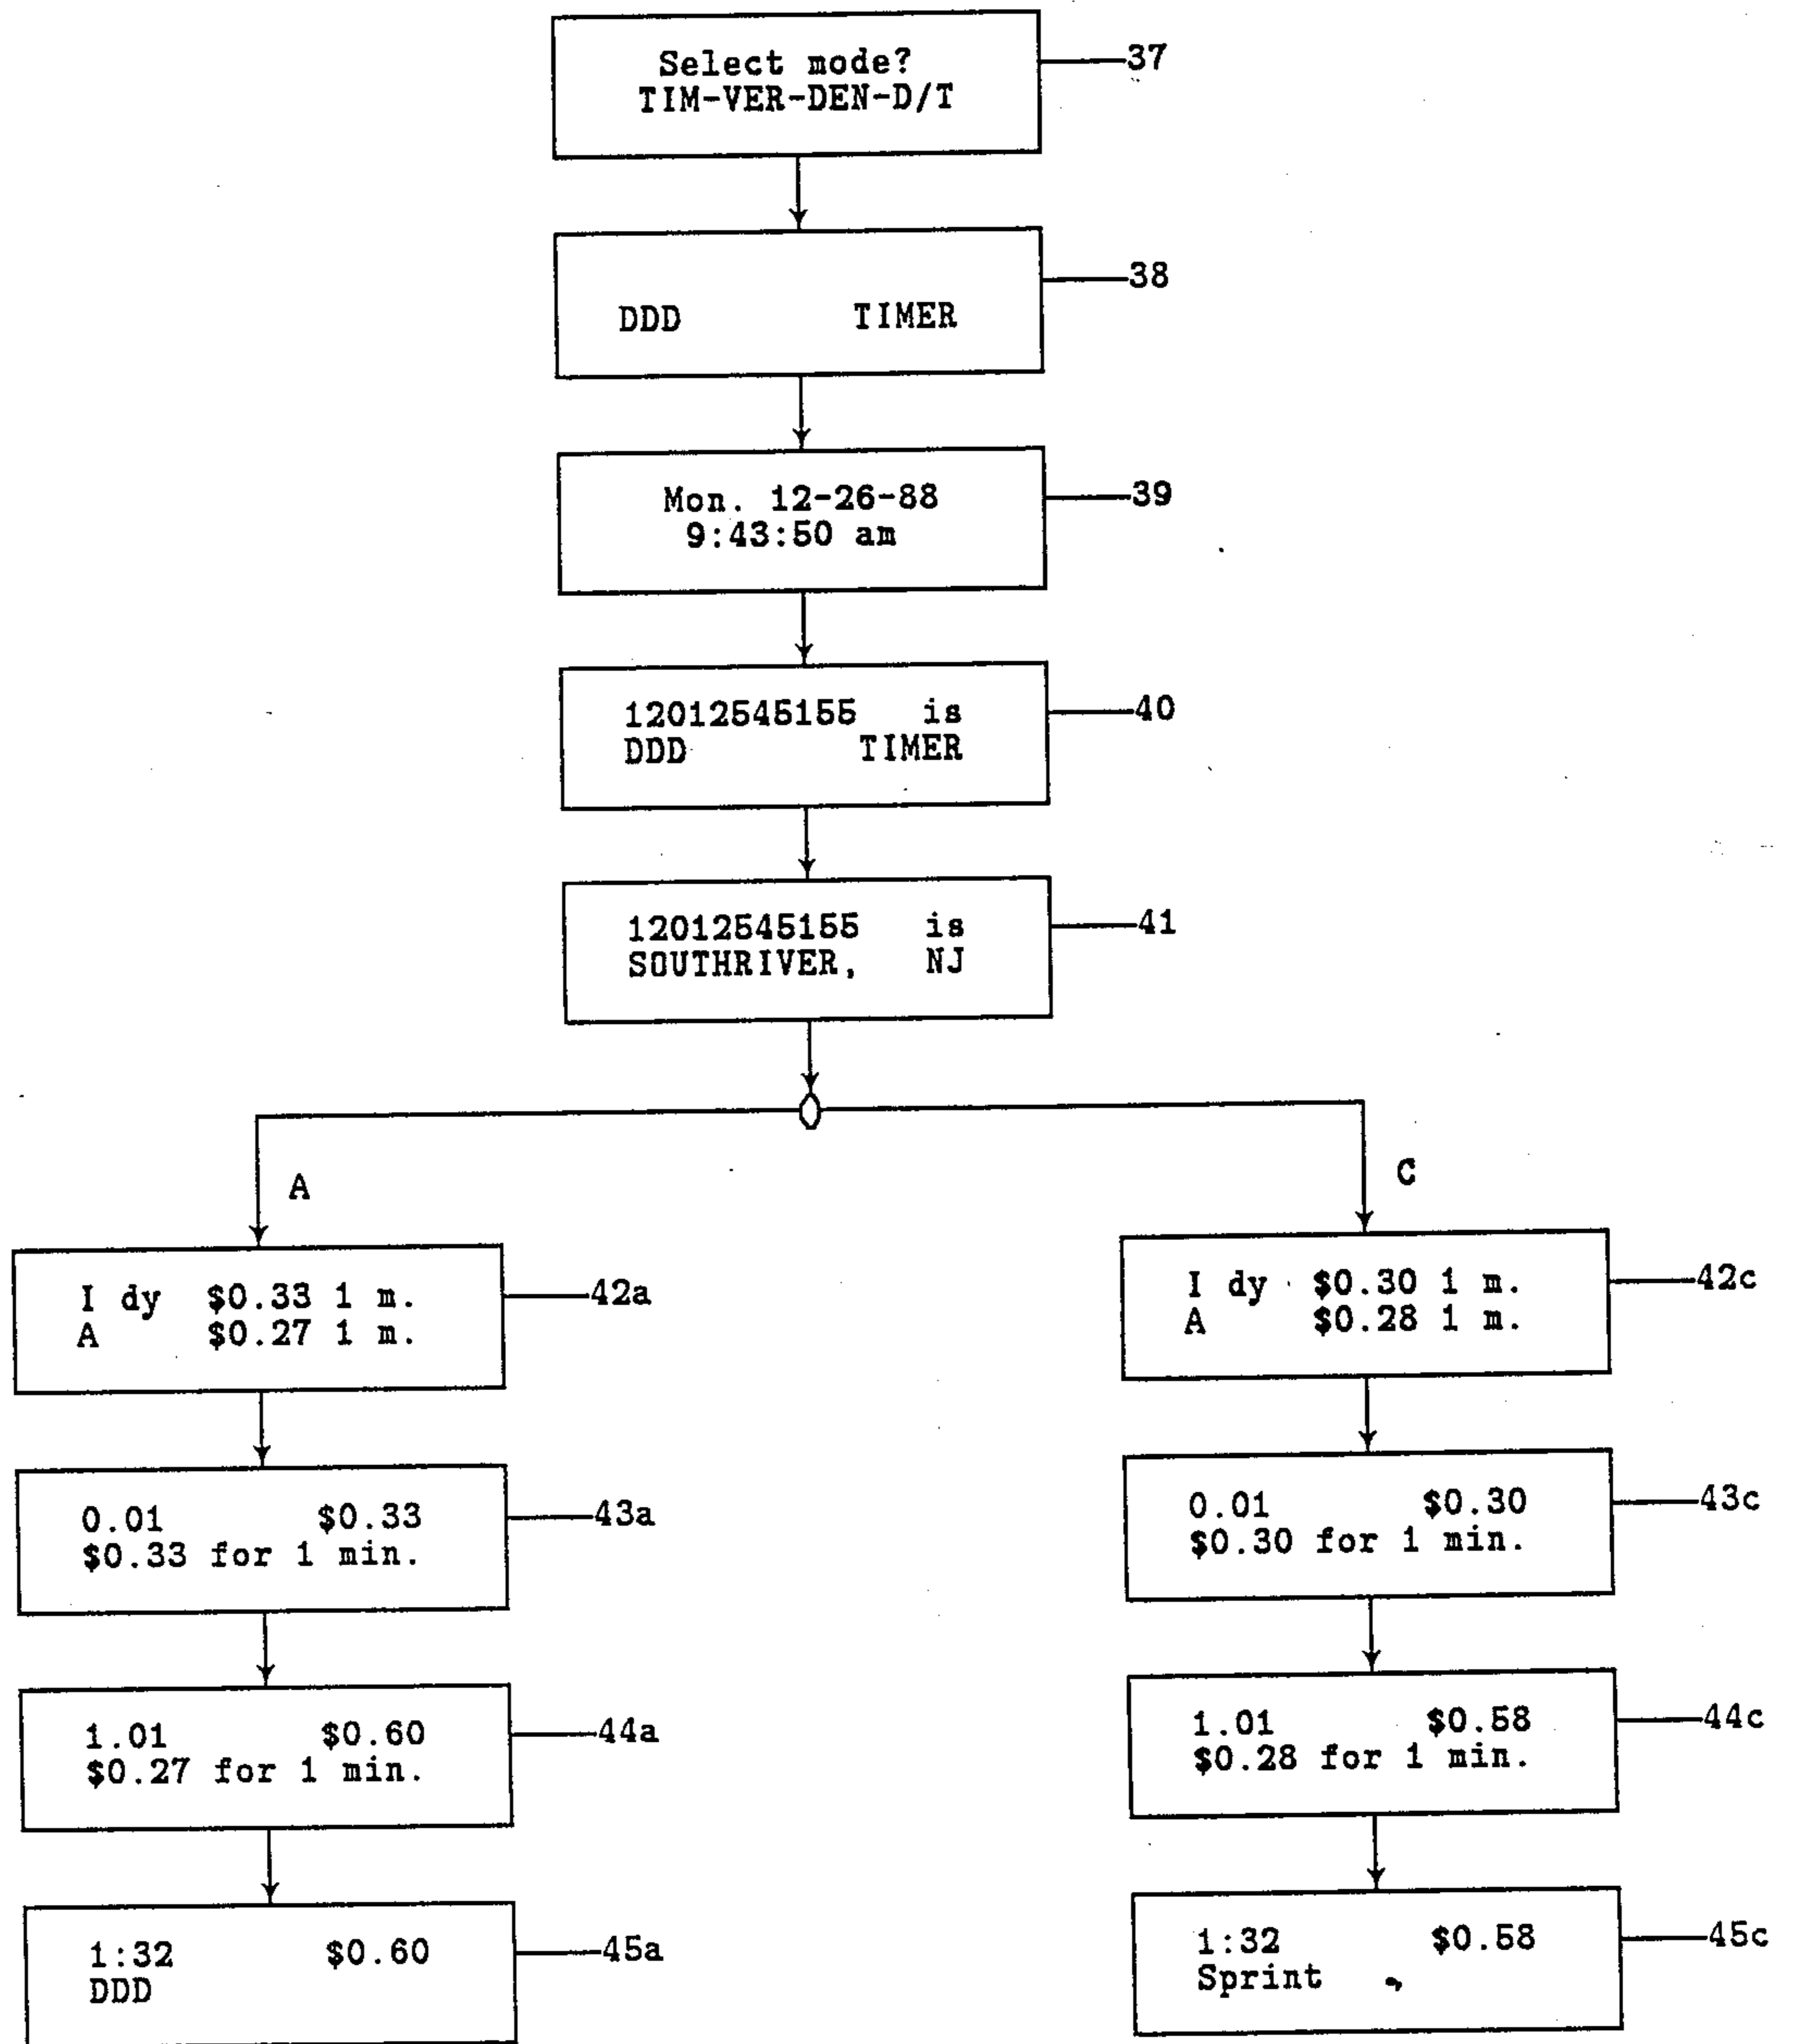 Select mode?
TIM-VER-DEN-D/T
37
DDD TIMER
38
Mon. 12-26-88
9:43:50 am
39
12012545155 is
DDD TIMER
40
12012545155 is
SOUTHRIVER, NJ
41
A
C
I dy $0.33 1 m.
A $0.27 1 m.
42a
I dy $0.30 1 m.
A $0.28 1 m.
42c
0.01 $0.33
$0.33 for 1 min.
43a
0.01 $0.30
$0.30 for 1 min.
43c
1.01 $0.60
$0.27 for 1 min.
44a
1.01 $0.58
$0.28 for 1 min.
44c
1:32 $0.60
DDD
45a
1:32 $0.58
Sprint
45c